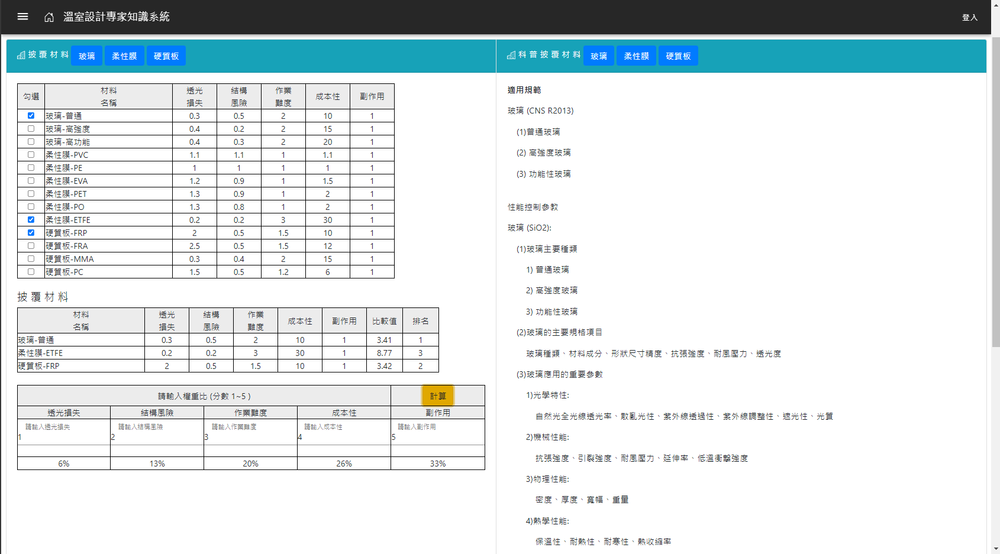 溫室設計專家知識系統
登入
披覆材料 玻璃 柔性膜 硬質板
勾選 材料名稱 透光損失 結構風險 作業難度 成本性 副作用
玻璃-普通 0.3 0.5 2 10 1
玻璃-高強度 0.4 0.2 2 15 1
玻璃-高功能 0.4 0.3 2 20 1
柔性膜-PVC 1.1 1.1 1 1.1 1
柔性膜-PE 1 1 1 1 1
柔性膜-EVA 1.2 0.9 1 1.5 1
柔性膜-PET 1.3 0.9 1 2 1
柔性膜-PO 1.3 0.8 1 2 1
柔性膜-ETFE 0.2 0.2 3 30 1
硬質板-FRP 2 0.5 1.5 10 1
硬質板-FRA 2.5 0.5 1.5 12 1
硬質板-MMA 0.3 0.4 2 15 1
硬質板-PC 1.5 0.5 1.2 6 1
披覆材料
材料名稱 透光損失 結構風險 作業難度 成本性 副作用 比較值 排名
玻璃-普通 0.3 0.5 2 10 1 3.41 1
柔性膜-ETFE 0.2 0.2 3 30 1 8.77 3
硬質板-FRP 2 0.5 1.5 10 1 3.42 2
請輸入權重比 (分數 1~5 ) 計算
透光損失 結構風險 作業難度 成本性 副作用
請輸入透光損失 請輸入結構風險 請輸入作業難度 請輸入成本性 請輸入副作用
1 2 3 4 5
6% 13% 20% 26% 33%
科普披覆材料 玻璃 柔性膜 硬質板
適用規範
玻璃 (CNS R2013)
(1)普通玻璃
(2) 高強度玻璃
(3) 功能性玻璃
性能控制參教
玻璃 (SiO2):
(1)玻璃主要種類
1) 普通玻璃
2) 高強度玻璃
3) 功能性玻璃
(2)玻璃的主要規格項目
玻璃種類、材料成分、形狀尺寸精度、抗張強度、耐風壓力、透光度
(3)玻璃應用的重要參數
1)光學特性:
自然光全光線透光率、散亂光性、紫外線透過性、紫外線調整性、遮光性、光質
2)機械性能:
抗張強度、引裂強度、耐風壓力、延伸率、低溫衝擊強度
3)物理性能:
密度、厚度、寬幅、重量
4)熱學性能:
保溫性、耐熱性、耐寒性、熱收縮率